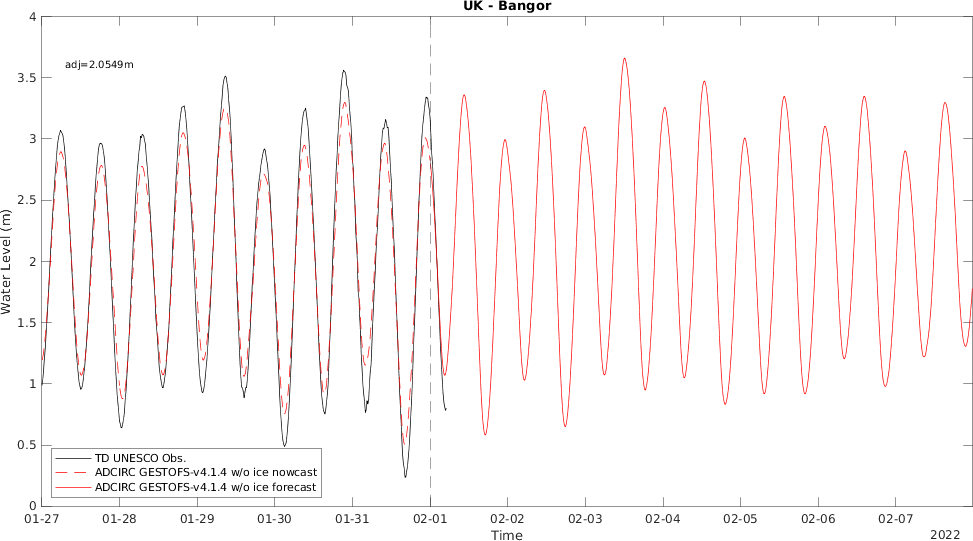 UK - Bangor
adj=2.0549m
4
3.5
3
2.5
2
1.5
1
0.5
0
Water Level (m)
TD UNESCO Obs.
ADCIRC GESTOFS-v4.1.4 w/o ice nowcast
ADCIRC GESTOFS-v4.1.4 w/o ice forecast
01-27 01-28 01-29 01-30 01-31 02-01 02-02 02-03 02-04 02-05 02-06 02-07
Time
2022